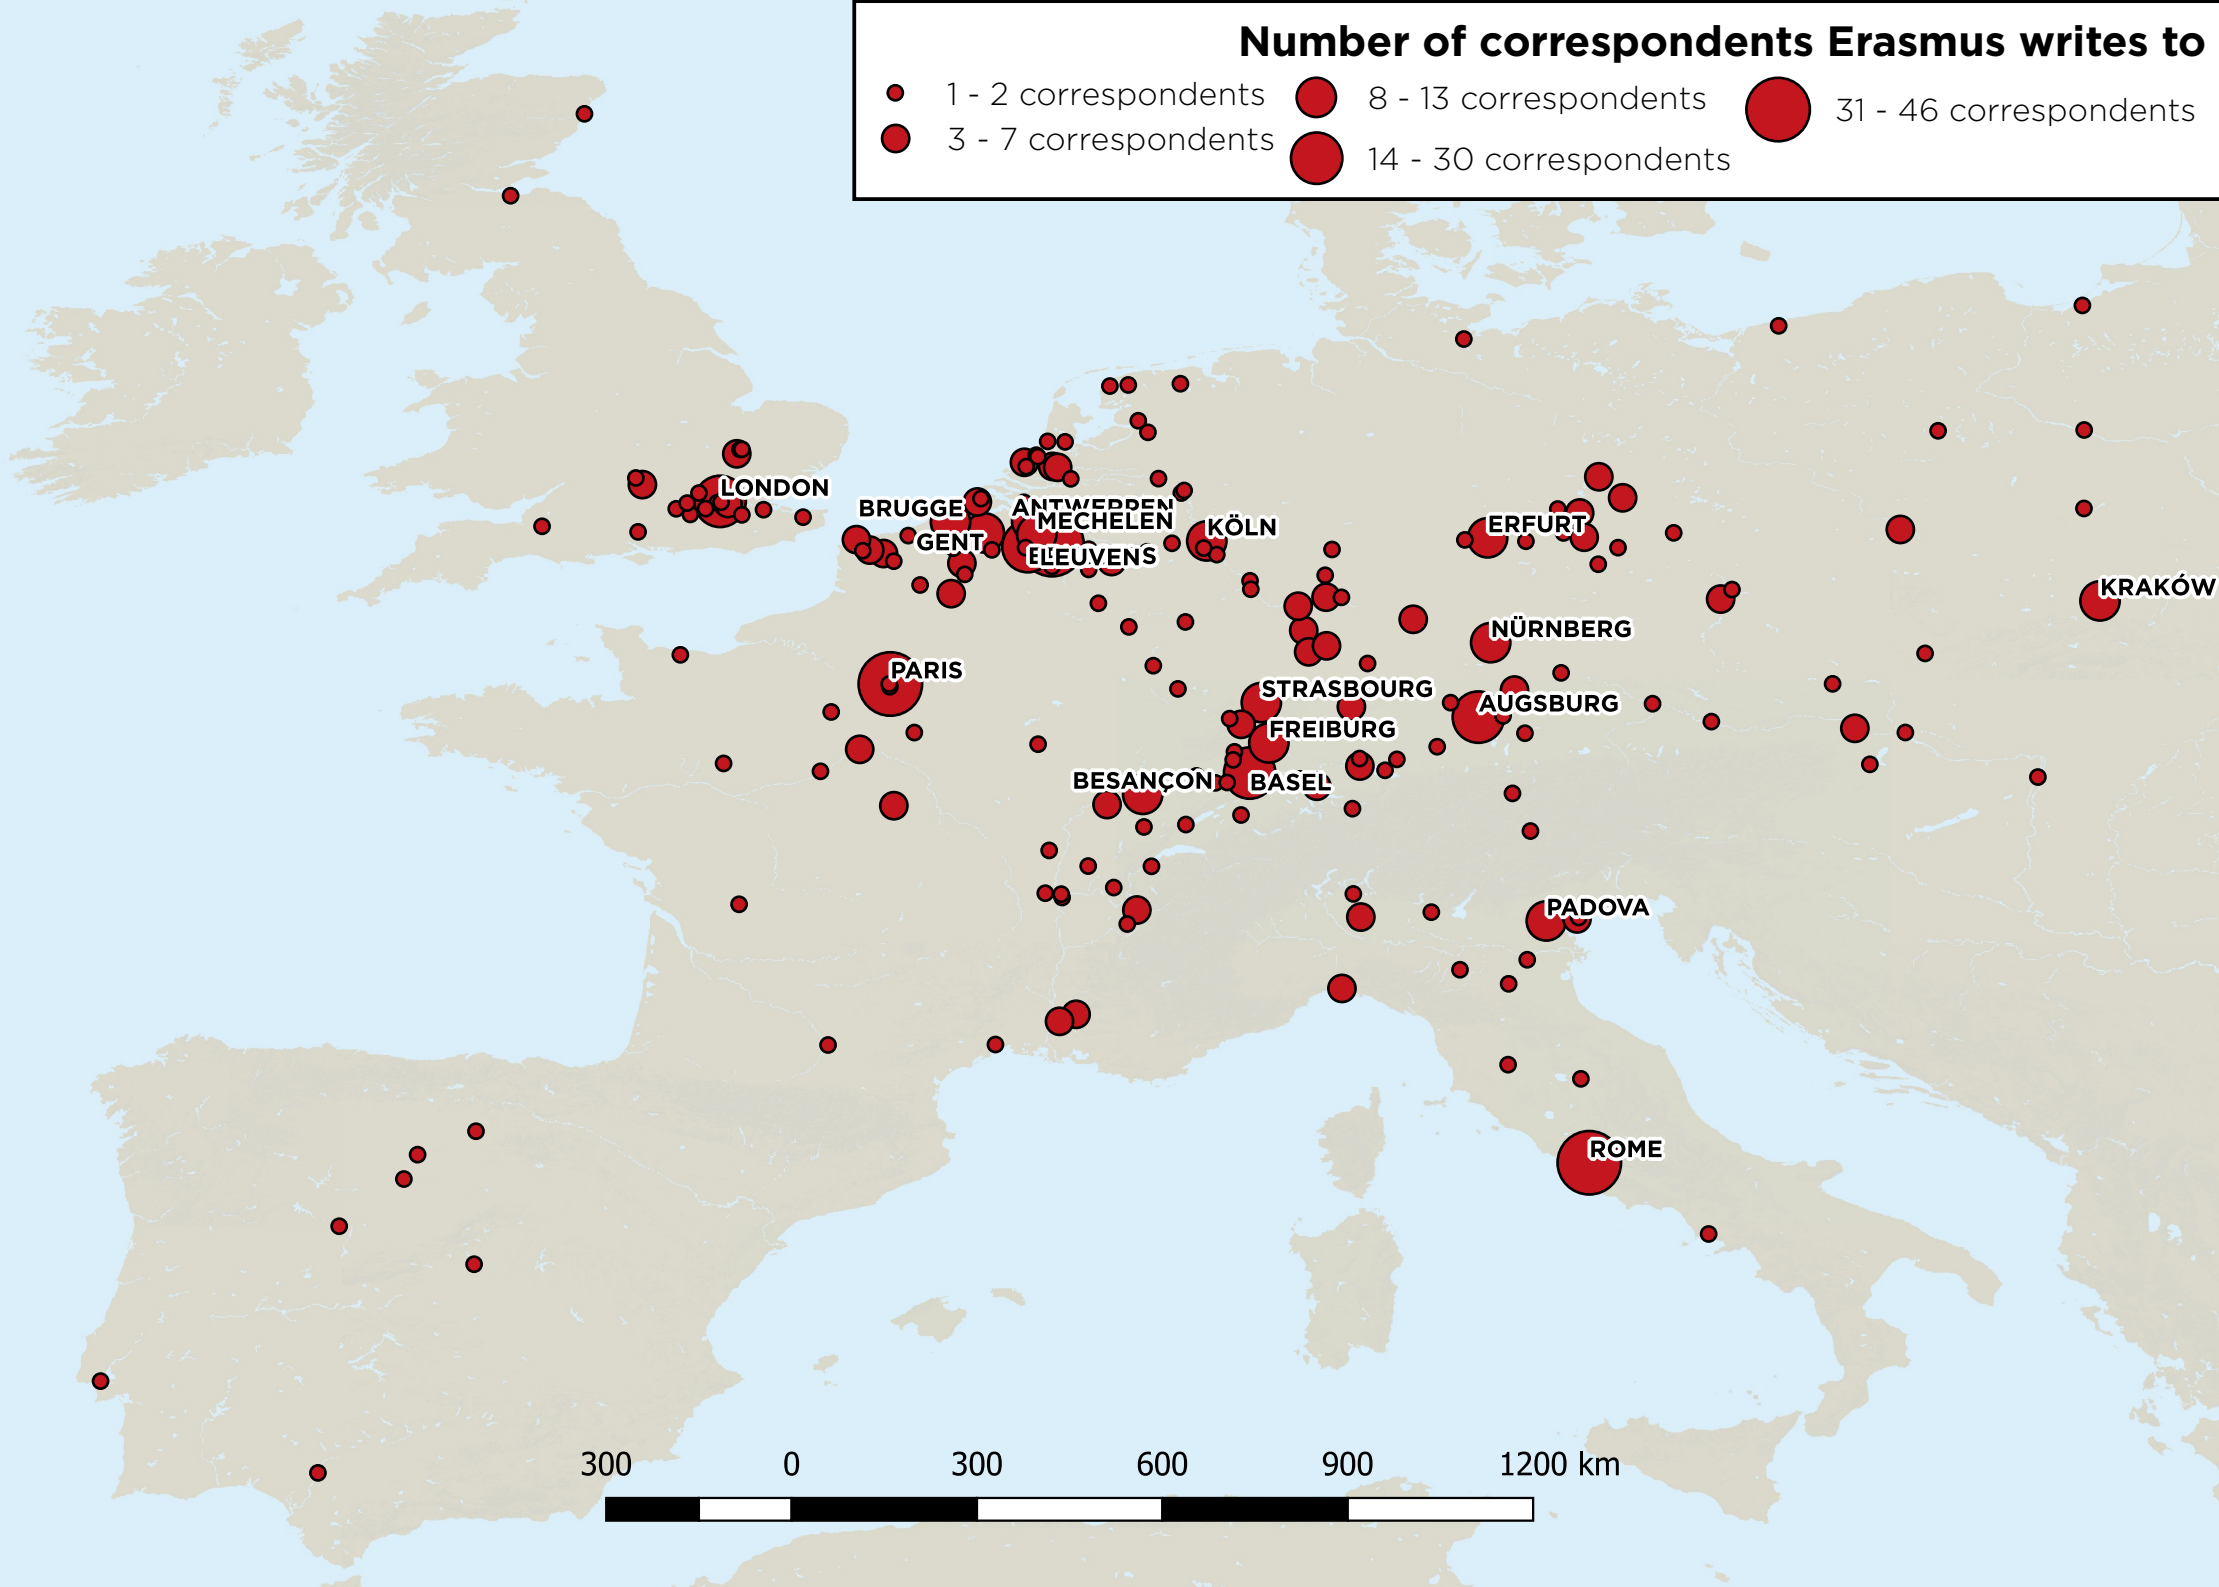 Number of correspondents Erasmus writes to
1 - 2 correspondents
8 - 13 correspondents
31 - 46 correspondents
3 - 7 correspondents
14 - 30 correspondents
LONDON
BRUGGE
ANTWERPEN
MECHELEN
KÖLN
ERFURT
GENT
LEUVEN
KRAKÓW
NÜRNBERG
PARIS
STRASBOURG
AUGSBURG
FREIBURG
BESANÇON
BASEL
PADOVA
ROME
300 0 300 600 900 1200 km